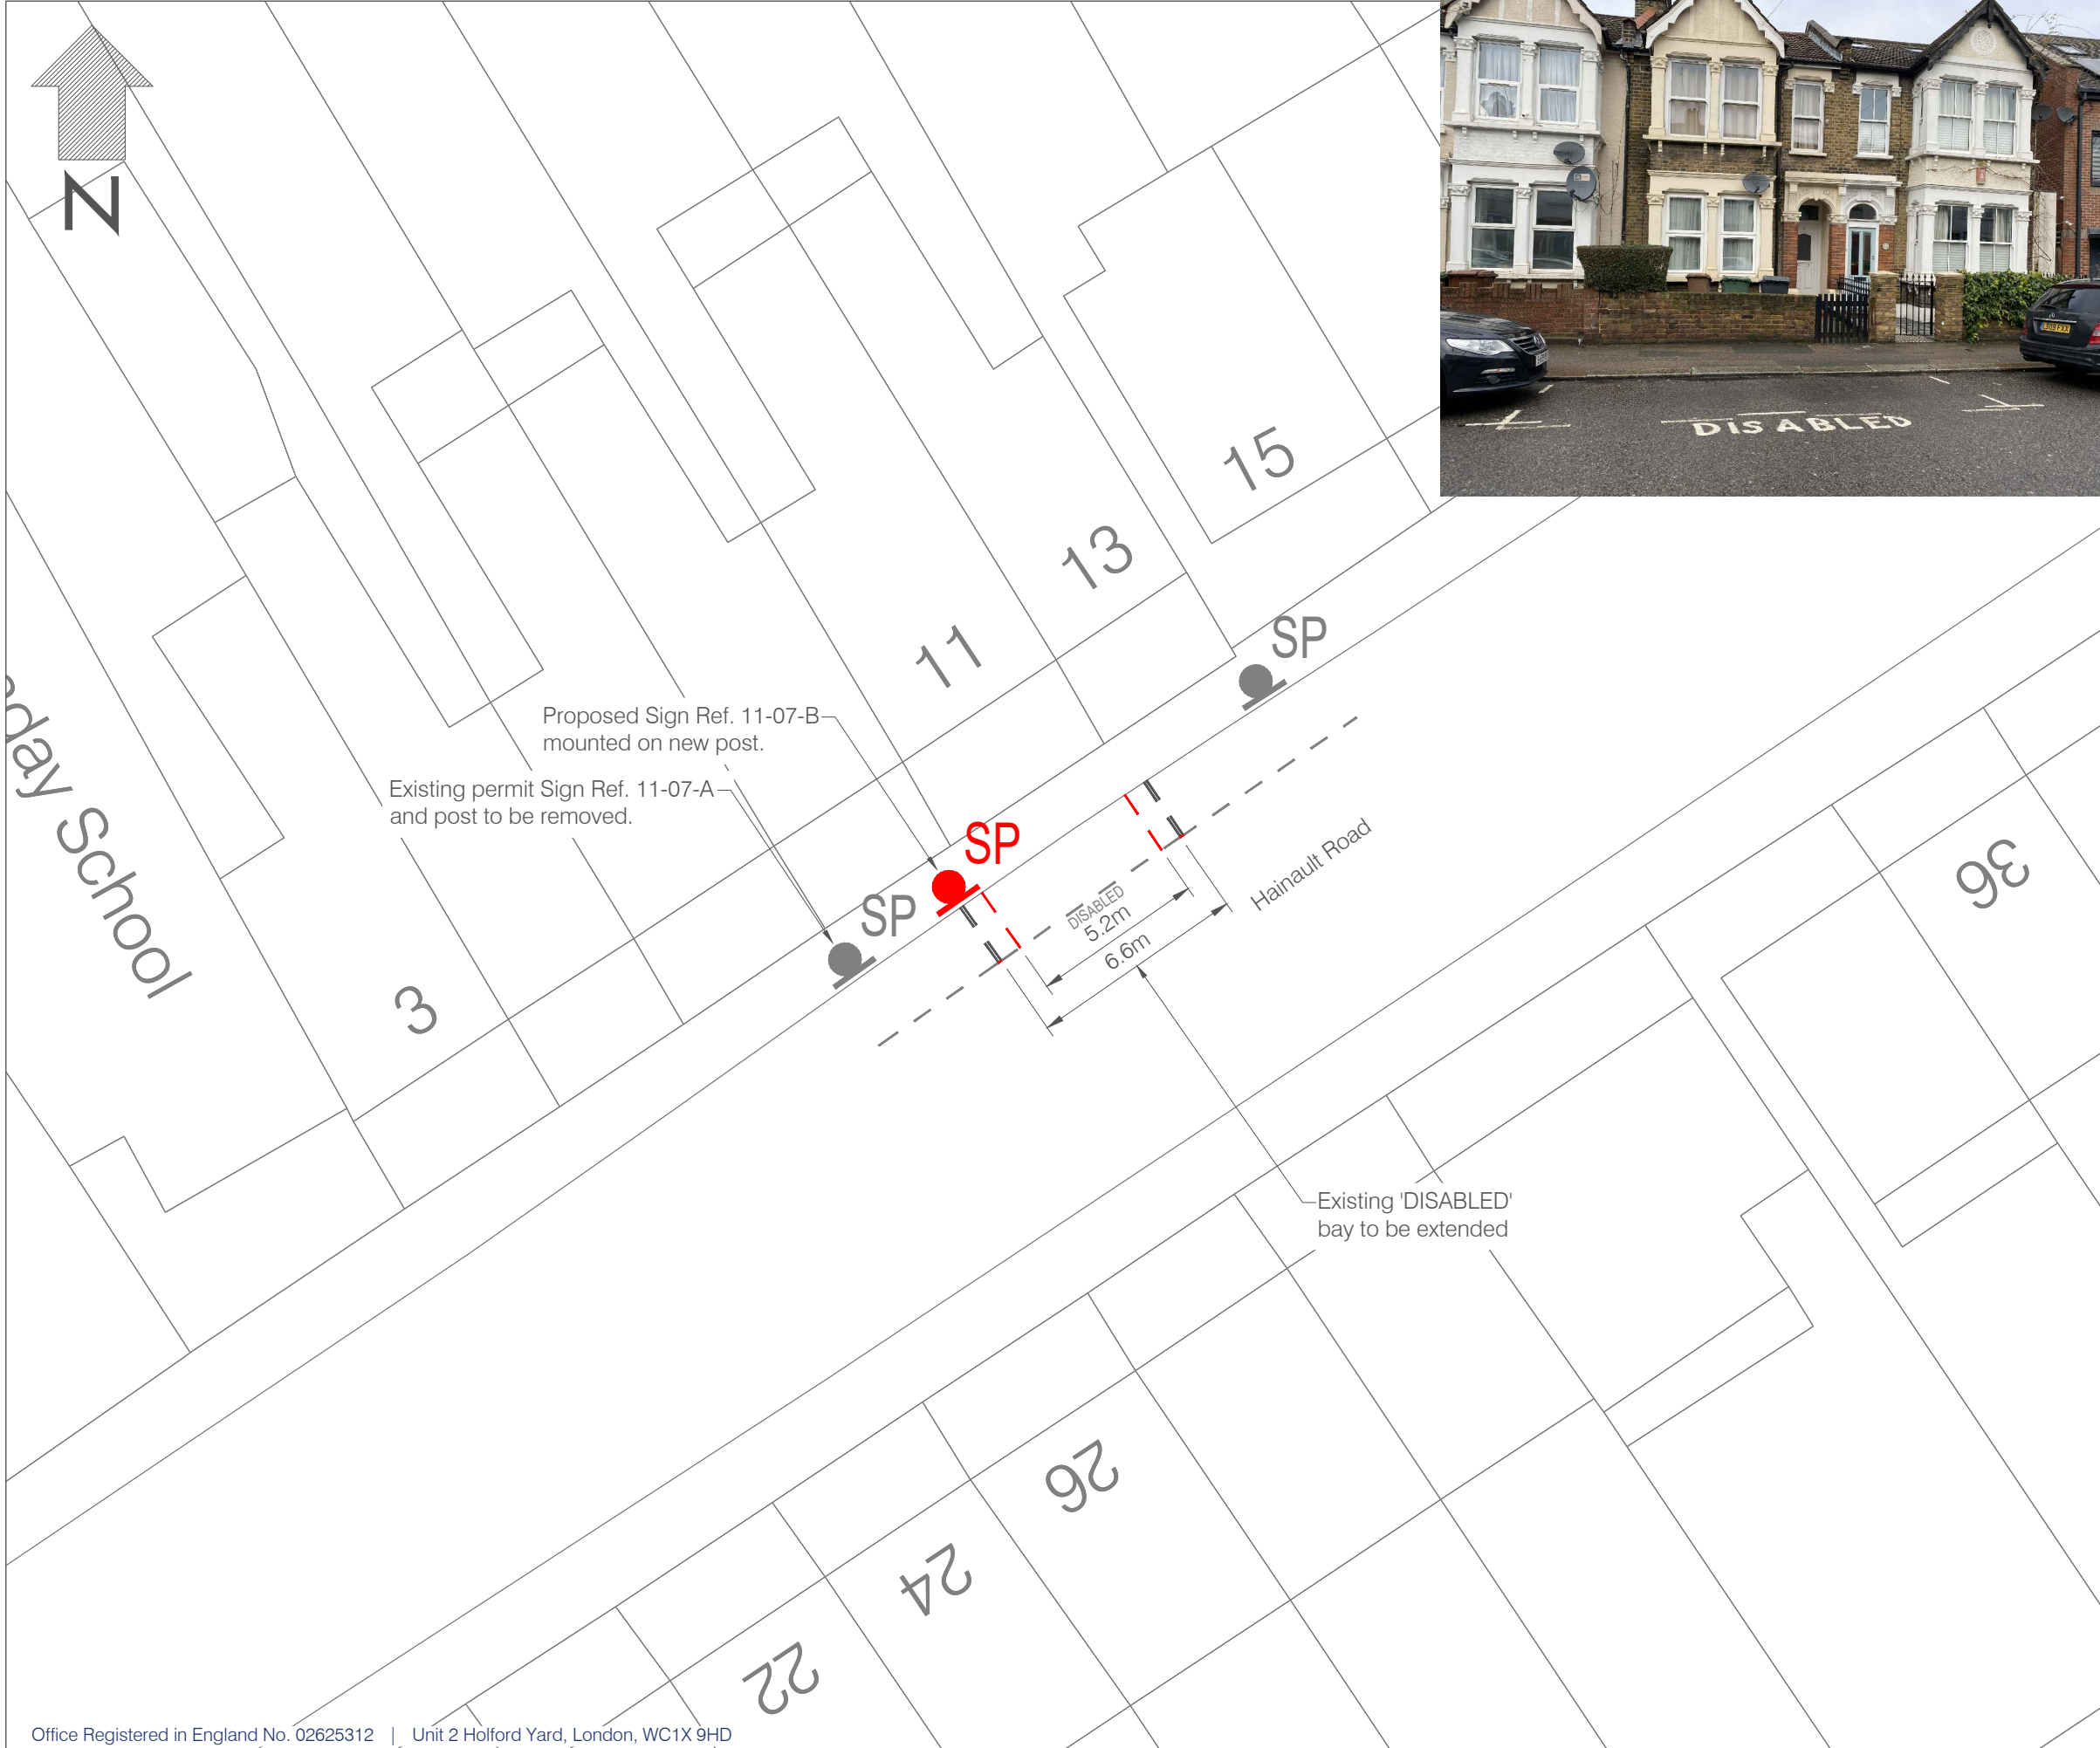 N
15
13
11
SP
Proposed Sign Ref. 11-07-B
mounted on new post.
Existing permit Sign Ref. 11-07-A
and post to be removed.
SP
SP
DISABLED
5.2m
6.6m
Hainault Road
36
School
3
Existing 'DISABLED'
bay to be extended
26
24
22
Office Registered in England No. 02625312 | Unit 2 Holford Yard, London, WC1X 9HD
DISABLED